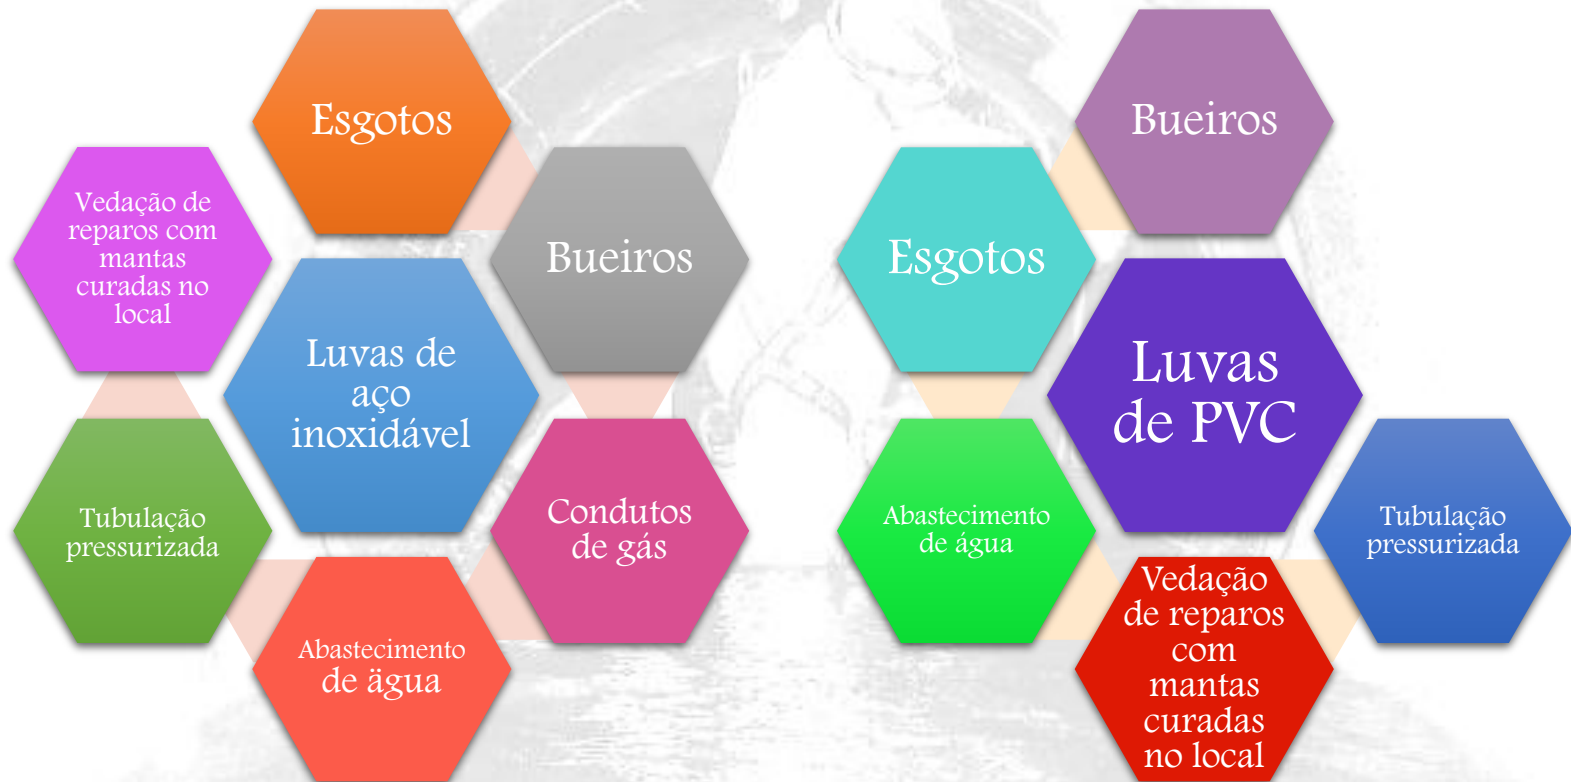 Esgotos
Bueiros
Vedação de
reparos com
mantas
curadas no
local
Luvas de
aço
inoxidável
Tubulação
pressurizada
Condutos
de gás
Abastecimento
de ägua
Bueiros
Esgotos
Luvas
de PVC
Abastecimento
de água
Tubulação
pressurizada
Vedação
de reparos
com
mantas
curadas
no local